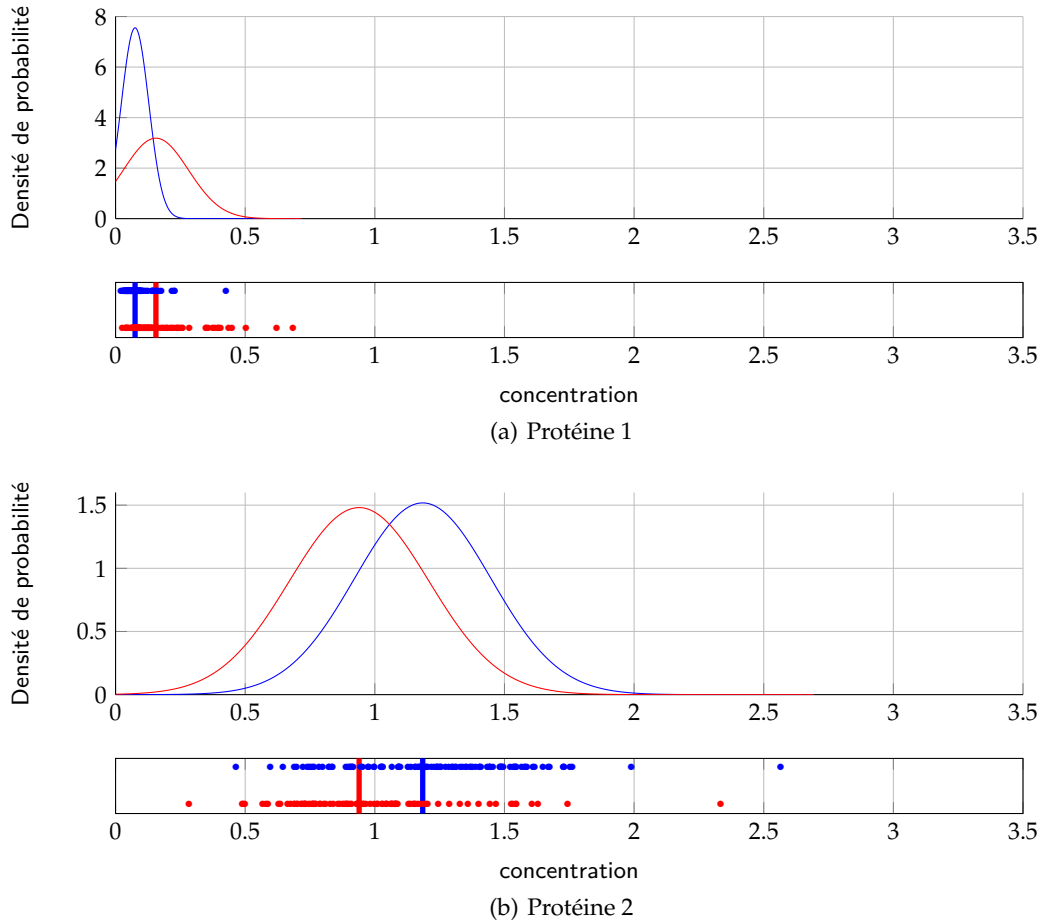 Densité de probabilité
8
6
4
2
0
0 0.5 1 1.5 2 2.5 3 3.5
0 0.5 1 1.5 2 2.5 3 3.5
concentration
(a) Protéine 1
Densité de probabilité
1.5
1
0.5
0
0 0.5 1 1.5 2 2.5 3 3.5
0 0.5 1 1.5 2 2.5 3 3.5
concentration
(b) Protéine 2